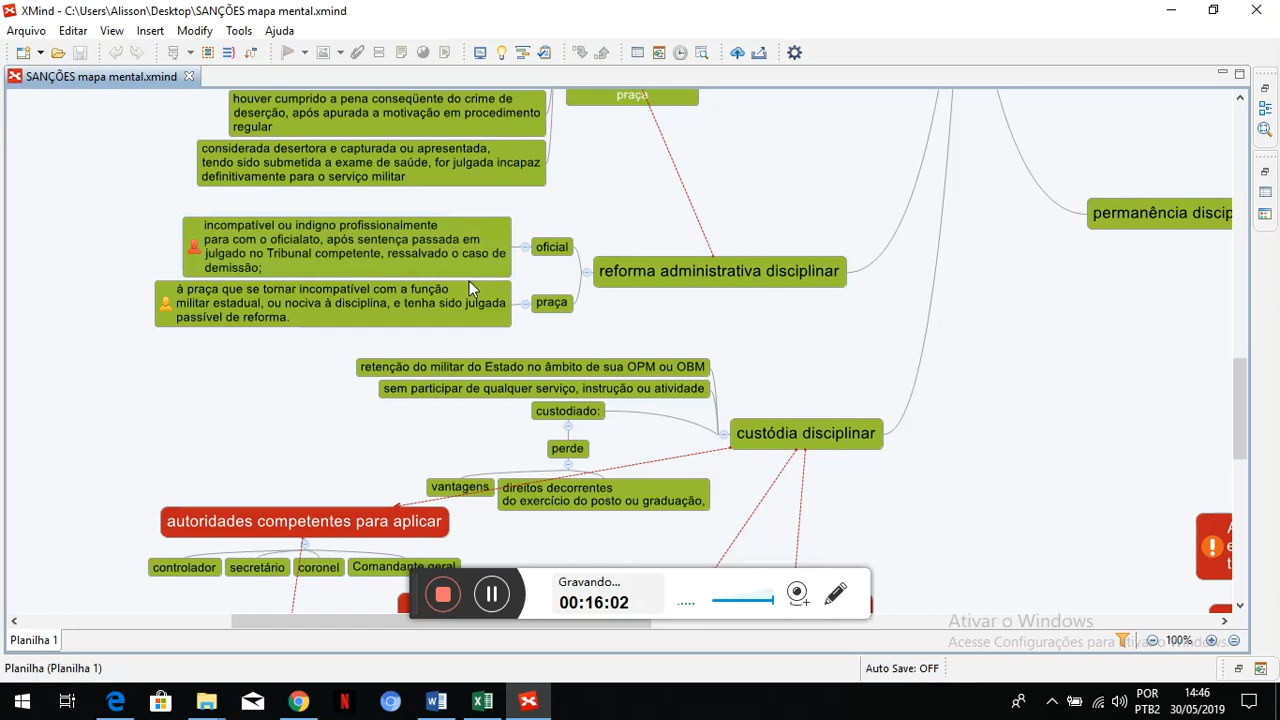 XMind - C:\Users\Alisson\Desktop\SANÇÕES mapa mental.xmind
Arquivo Editar Ver Insert Modify Tools Ajuda
SANÇÕES mapa mental.xmind
houver cumprido a pena conseqüente do crime de
deserção, após apurada a motivação em procedimento
regular
praça
considerada desertora e capturada ou apresentada,
tendo sido submetida a exame de saúde, for julgada incapaz
definitivamente para o serviço militar
permanência discip
incompatível ou indigno profissionalmente
para com o oficialato, após sentença passada em
julgado no Tribunal competente, ressalvado o caso de
demissão;
oficial
reforma administrativa disciplinar
à praça que se tornar incompatível com a função
militar estadual, ou nociva à disciplina, e tenha sido julgada
passível de reforma.
praça
retenção do militar do Estado no âmbito de sua OPM ou OBM
sem participar de qualquer serviço, instrução ou atividade
custodiado:
custódia disciplinar
perde
vantagens
direitos decorrentes
do exercício do posto ou graduação,
autoridades competentes para aplicar
controlador secretário coronel Comandante geral
Gravando...
00:16:02
Ativar o Windows
Acesse Configurações para ativar o Windows.
Planilha 1
100%
Planilha (Planilha 1)
Auto Save: OFF
POR
PTB2
14:46
30/05/2019